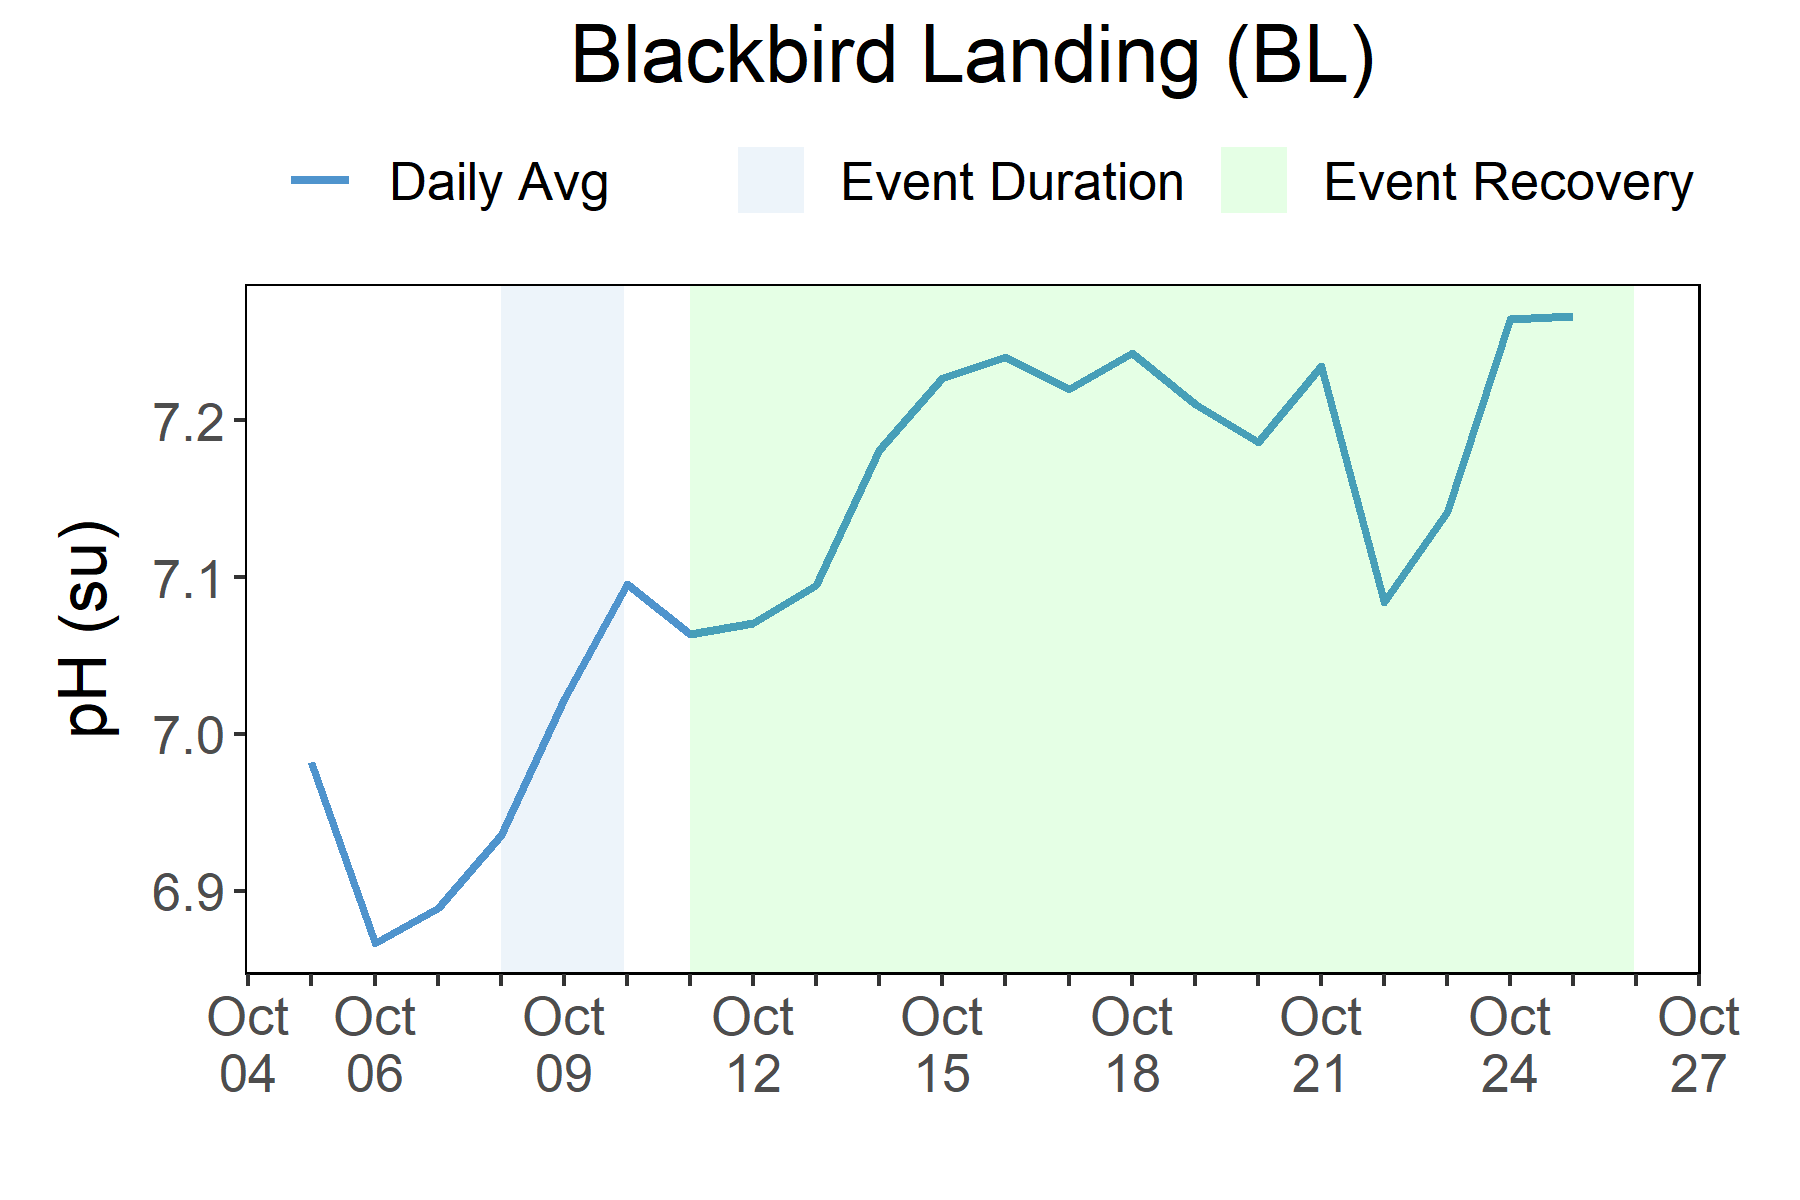 Blackbird Landing (BL)
Daily Avg Event Duration Event Recovery
pH (su)
7.2
7.1
7.0
6.9
Oct Oct Oct Oct Oct Oct Oct Oct Oct
04 06 09 12 15 18 21 24 27